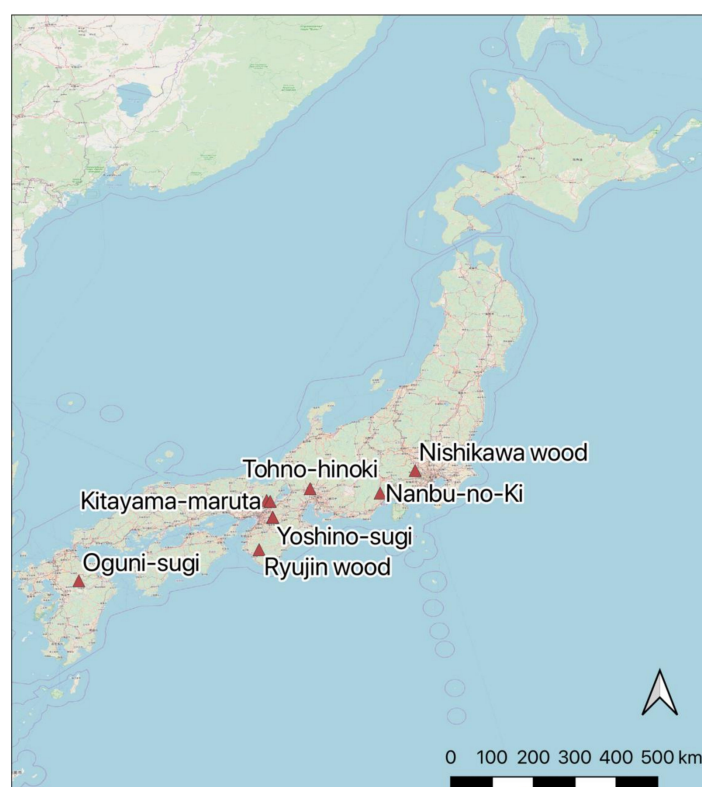 Nishikawa wood
Tohno-hinoki
Nanbu-no-Ki
Kitayama-maruta
Yoshino-sugi
Oguni-sugi
Ryujin wood
0 100 200 300 400 500 km